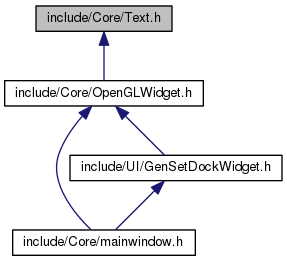 include/Core/Text.h
include/Core/OpenGLWidget.h
include/UI/GenSetDockWidget.h
include/Core/mainwindow.h